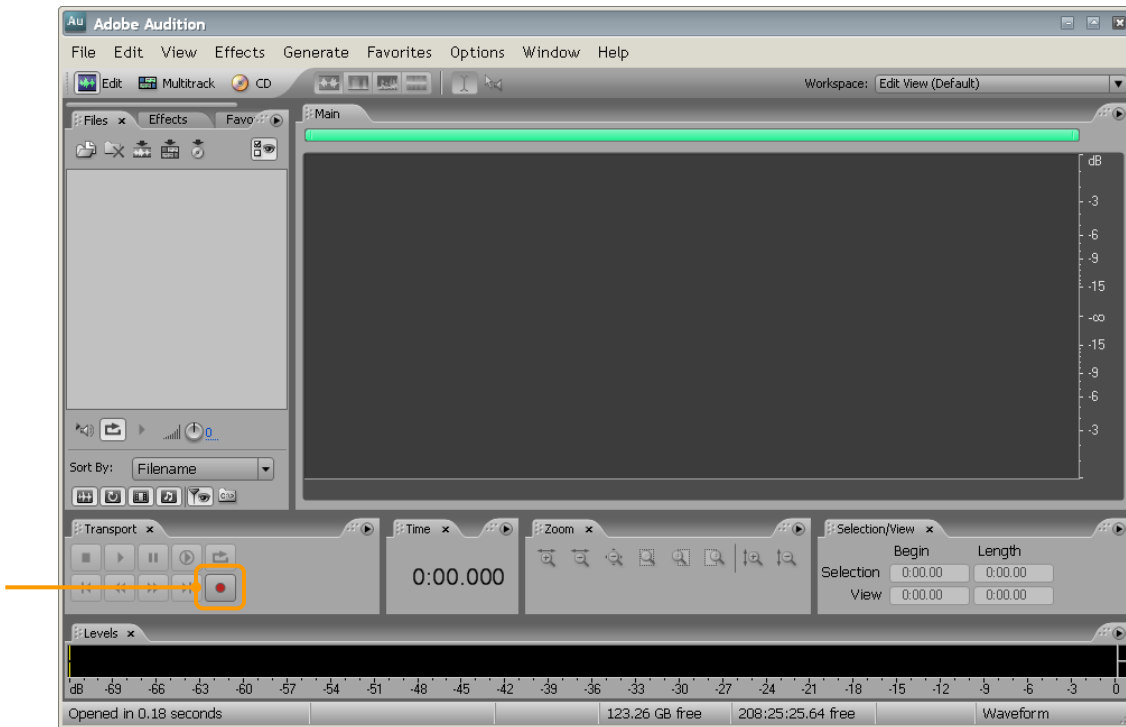 Au Adobe Audition
File Edit View Effects Generate Favorites Options Window Help
Edit Multitrack CD Workspace: Edit View (Default)
Files x Effects Favo
Main
dB
-3
-6
-9
-15
-∞
-15
-9
-6
-3
0
Sort By: Filename
Transport x Time x Zoom x Selection/View x
Begin Length
0:00.000
Selection 0:00.00 0:00.00
View 0:00.00 0:00.00
Levels x
dB -69 -66 -63 -60 -57 -54 -51 -48 -45 -42 -39 -36 -33 -30 -27 -24 -21 -18 -15 -12 -9 -6 -3 0
Opened in 0.18 seconds 123.26 GB free 208:25:25.64 free Waveform